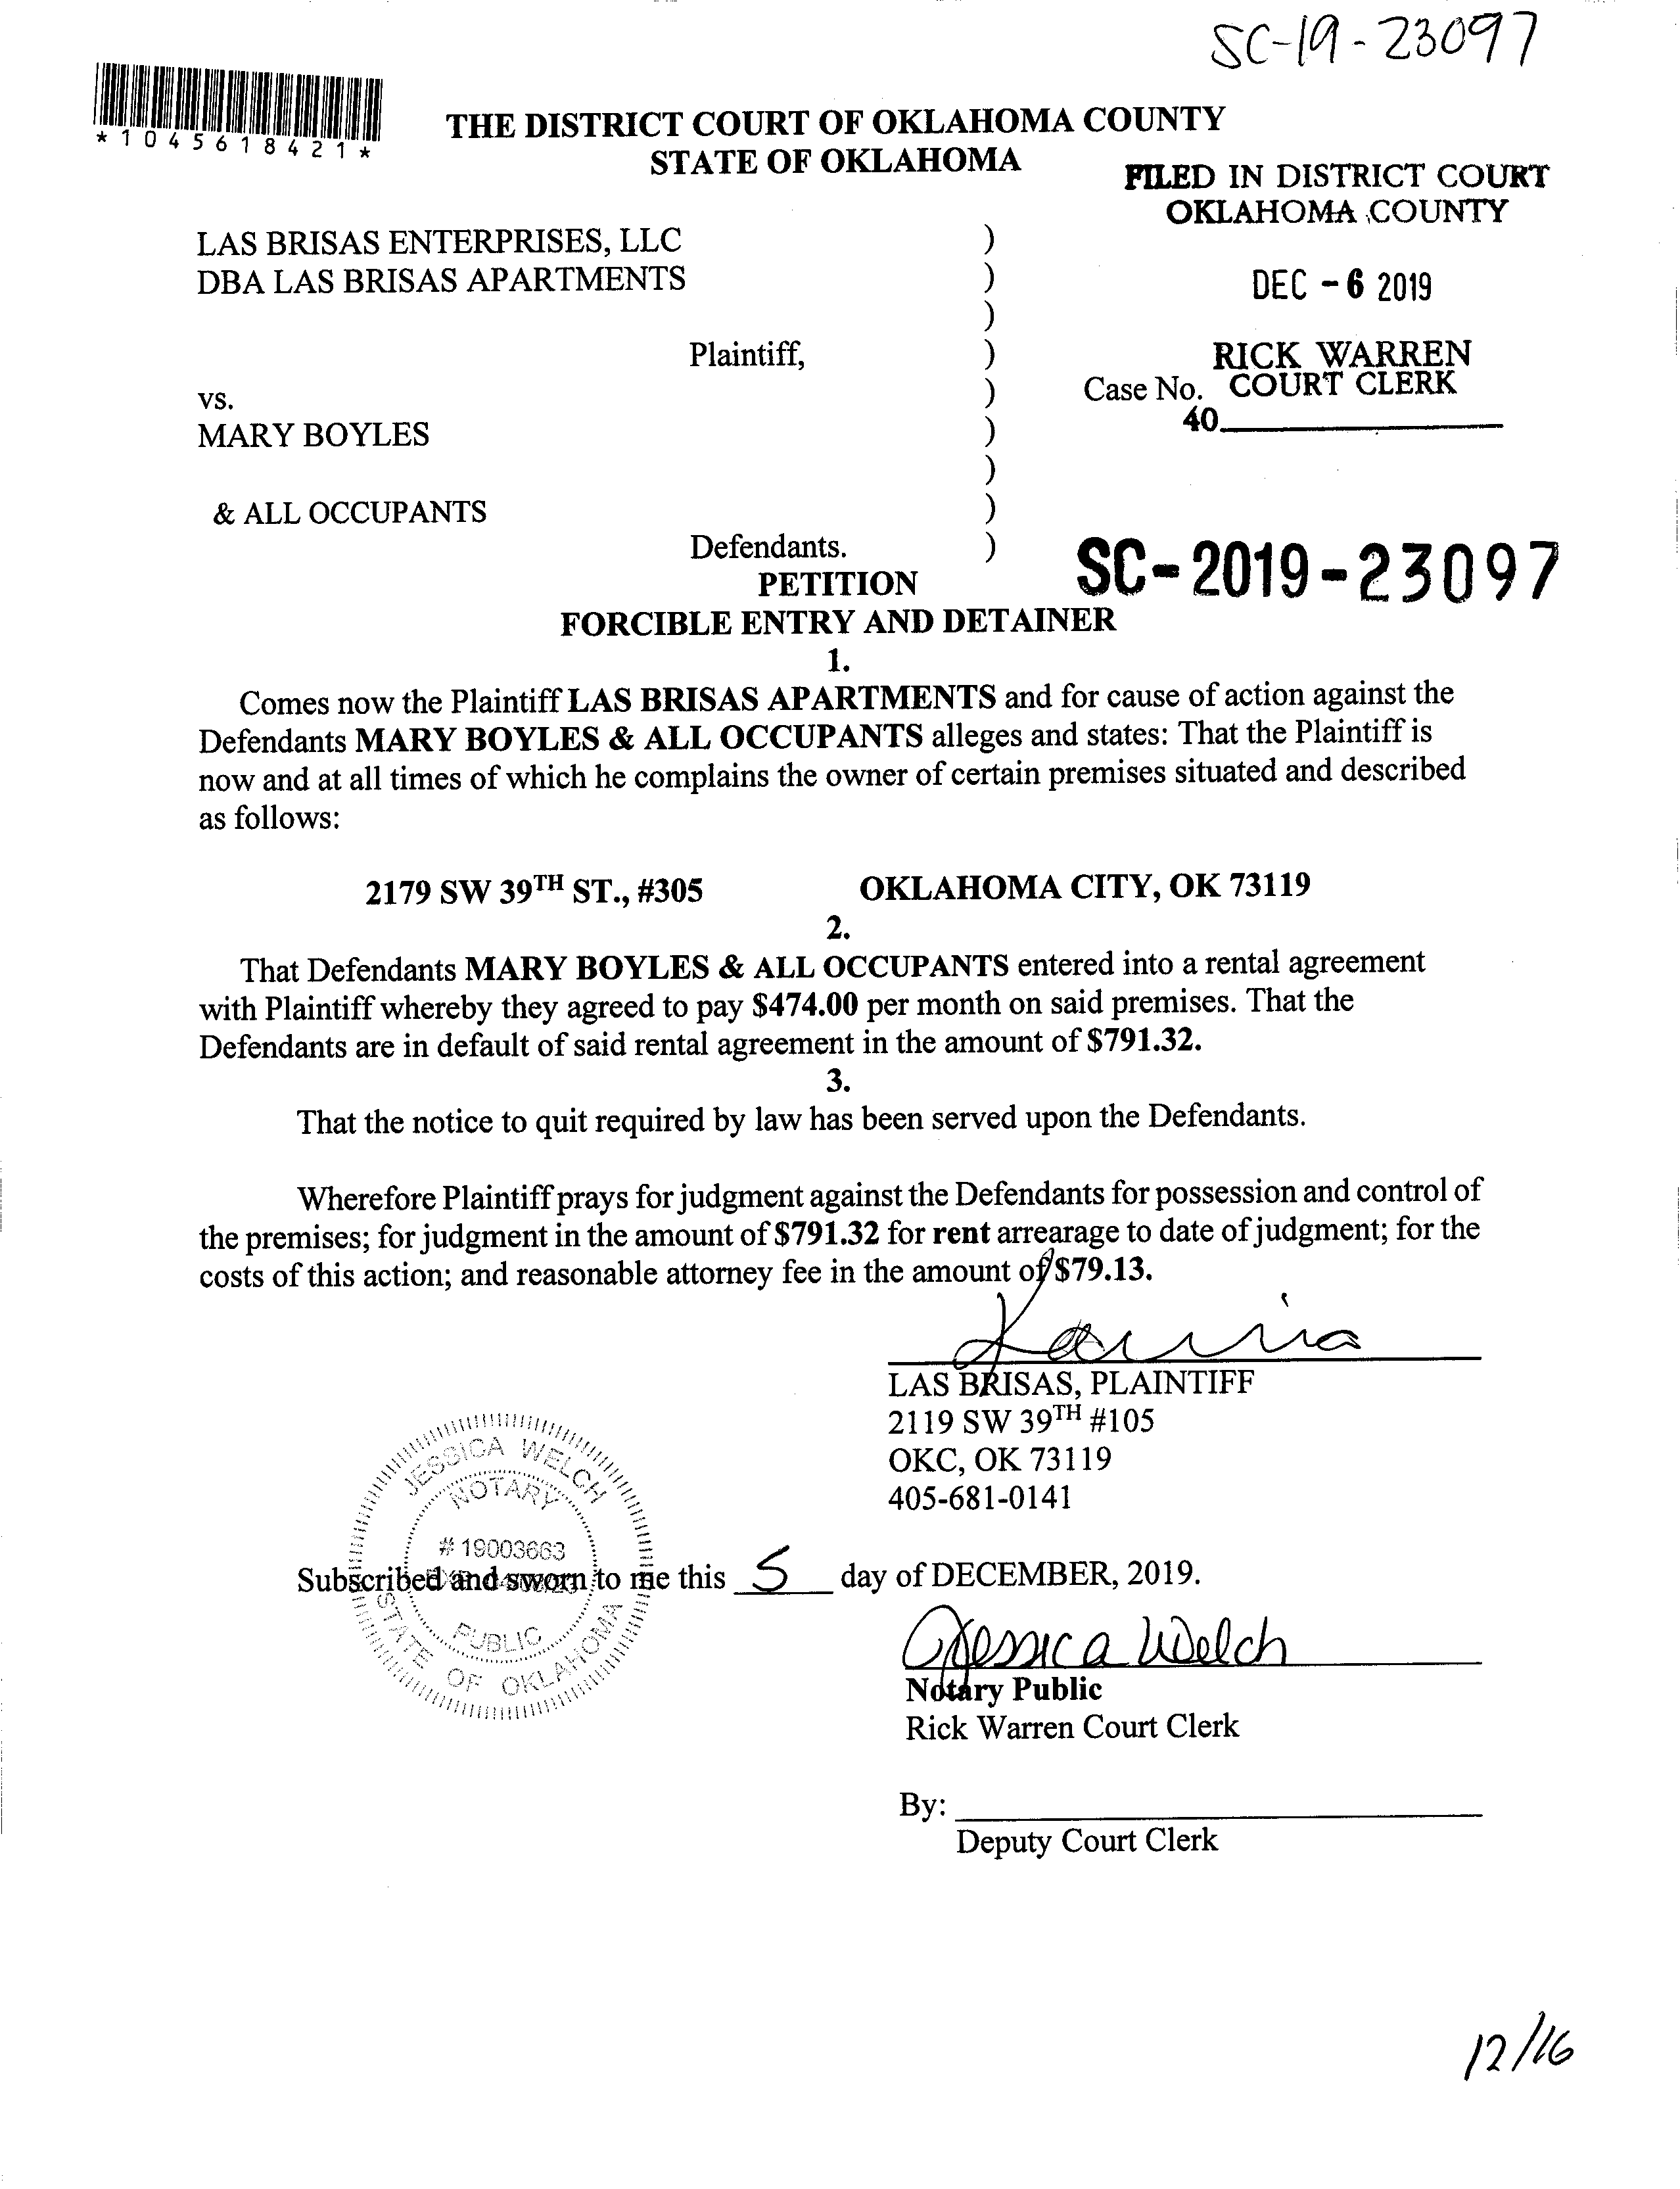 SC-19-23097
*1045618421*
THE DISTRICT COURT OF OKLAHOMA COUNTY
STATE OF OKLAHOMA
FILED IN DISTRICT COURT
OKLAHOMA COUNTY
LAS BRISAS ENTERPRISES, LLC )
DBA LAS BRISAS APARTMENTS )
DEC - 6 2019
)
Plaintiff, )
RICK WARREN
COURT CLERK
vs. )
Case No.
40
MARY BOYLES )
)
& ALL OCCUPANTS )
Defendants. )
SC-2019-23097
PETITION
FORCIBLE ENTRY AND DETAINER
1.
Comes now the Plaintiff LAS BRISAS APARTMENTS and for cause of action against the
Defendants MARY BOYLES & ALL OCCUPANTS alleges and states: That the Plaintiff is
now and at all times of which he complains the owner of certain premises situated and described
as follows:
2179 SW 39TH ST., #305 OKLAHOMA CITY, OK 73119
2.
That Defendants MARY BOYLES & ALL OCCUPANTS entered into a rental agreement
with Plaintiff whereby they agreed to pay $474.00 per month on said premises. That the
Defendants are in default of said rental agreement in the amount of $791.32.
3.
That the notice to quit required by law has been served upon the Defendants.
Wherefore Plaintiff prays for judgment against the Defendants for possession and control of
the premises; for judgment in the amount of $791.32 for rent arrearage to date of judgment; for the
costs of this action; and reasonable attorney fee in the amount of $79.13.
LAS BRISAS, PLAINTIFF
2119 SW 39TH #105
OKC, OK 73119
405-681-0141
JESSICA WELCH
NOTARY
# 19003663
PUBLIC
STATE OF OKLAHOMA
Subscribed and sworn to me this 5 day of DECEMBER, 2019.
Jessica Welch
Notary Public
Rick Warren Court Clerk
By:
Deputy Court Clerk
12/16